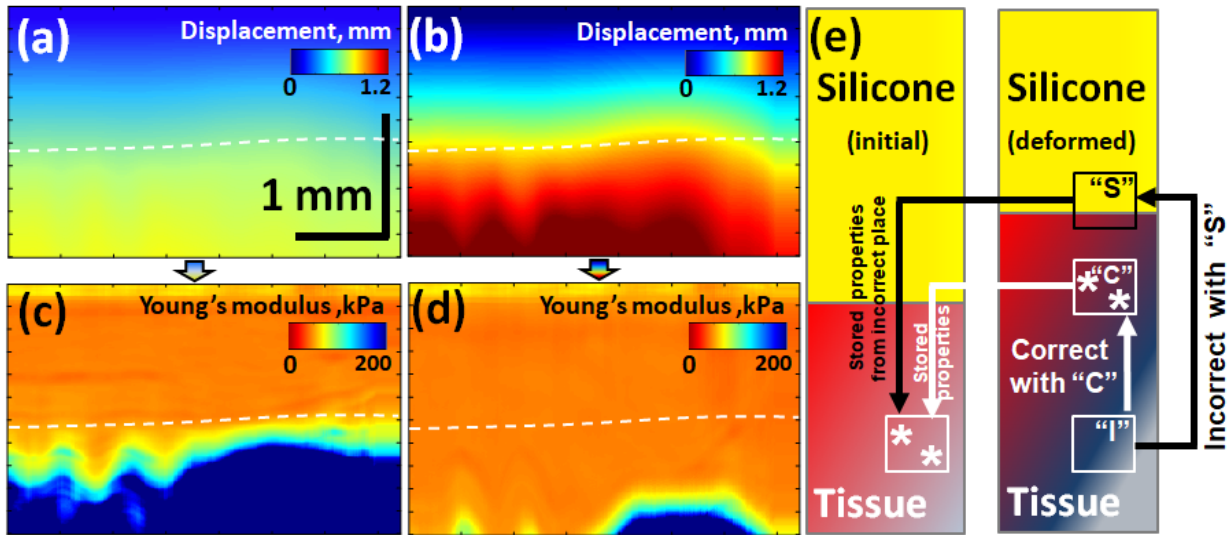 (a)
Displacement, mm
0
1.2
1 mm
(b)
Displacement, mm
0
1.2
(c)
Young's modulus ,kPa
0
200
(d)
Young's modulus ,kPa
0
200
(e)
Silicone
(initial)
Stored properties
from incorrect place
Stored
properties
* *
Tissue
Silicone
(deformed)
“S”
“C”
* *
Correct
with “C”
“I”
Tissue
Incorrect with “S”